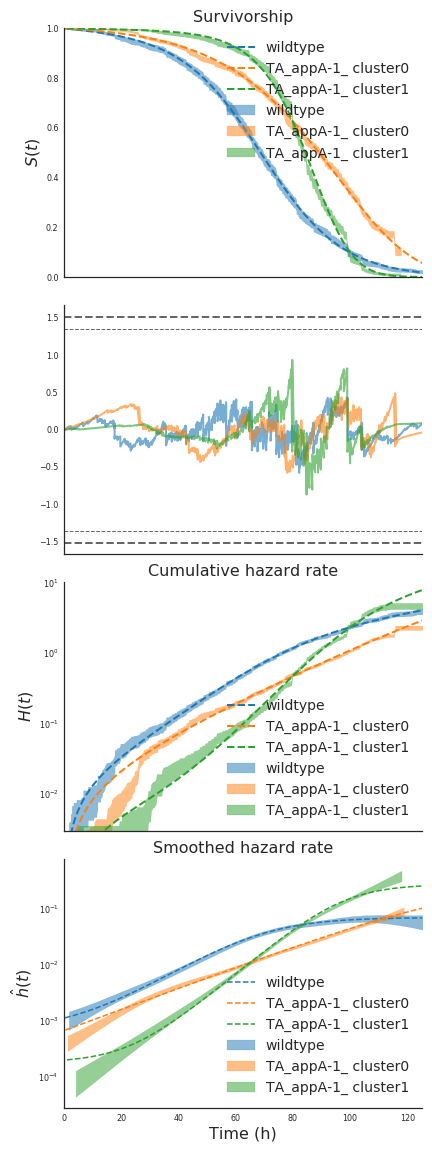 Survivorship
1.0
0.8
0.6
0.4
0.2
0.0
S(t)
wildtype
TA_appA-1_ cluster0
TA_appA-1_ cluster1
wildtype
TA_appA-1_ cluster0
TA_appA-1_ cluster1
1.5
1.0
0.5
0.0
−0.5
−1.0
−1.5
Cumulative hazard rate
10¹
10⁰
10⁻¹
10⁻²
H(t)
wildtype
TA_appA-1_ cluster0
TA_appA-1_ cluster1
wildtype
TA_appA-1_ cluster0
TA_appA-1_ cluster1
Smoothed hazard rate
10⁻¹
10⁻²
10⁻³
10⁻⁴
ĥ(t)
wildtype
TA_appA-1_ cluster0
TA_appA-1_ cluster1
wildtype
TA_appA-1_ cluster0
TA_appA-1_ cluster1
0 20 40 60 80 100 120
Time (h)